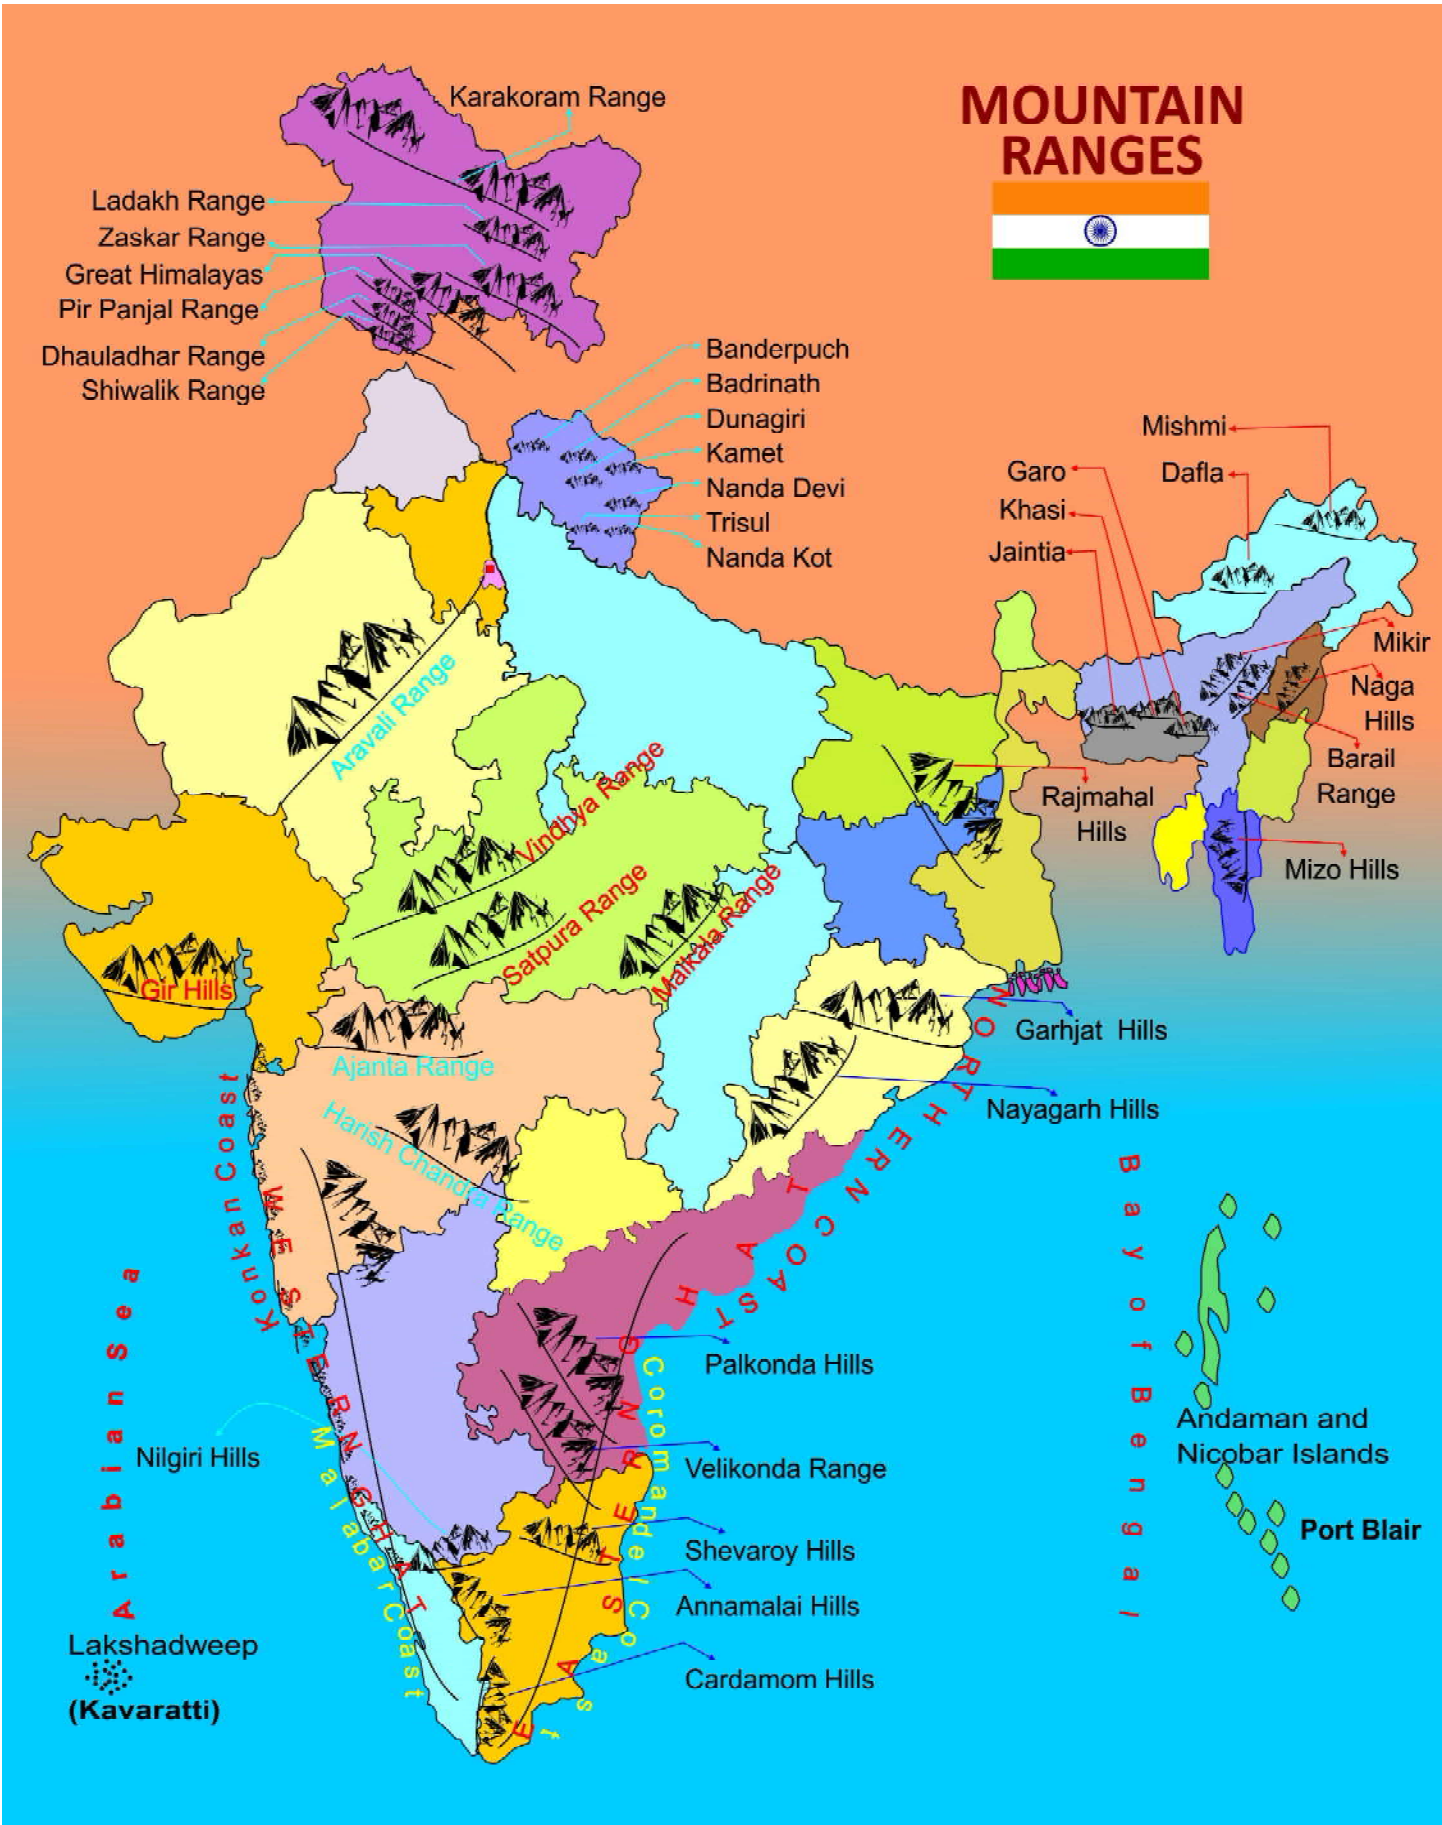 MOUNTAIN
RANGES
Karakoram Range
Ladakh Range
Zaskar Range
Great Himalayas
Pir Panjal Range
Dhauladhar Range
Shiwalik Range
Banderpuch
Badrinath
Dunagiri
Kamet
Nanda Devi
Trisul
Nanda Kot
Mishmi
Dafla
Garo
Khasi
Jaintia
Mikir
Naga
Hills
Barail
Range
Mizo Hills
Rajmahal
Hills
Aravali Range
Vindhya Range
Satpura Range
Maikala Range
Gir Hills
Ajanta Range
Harish Chandra Range
Garhjat Hills
Nayagarh Hills
NORTHERN COAST
Konkan Coast
WESTERN GHAT
EASTERN GHAT
Bay of Bengal
Arabian Sea
Palkonda Hills
Coromandel Coast
Malabar Coast
Nilgiri Hills
Velikonda Range
Shevaroy Hills
Annamalai Hills
Cardamom Hills
Andaman and
Nicobar Islands
Port Blair
Lakshadweep
(Kavaratti)